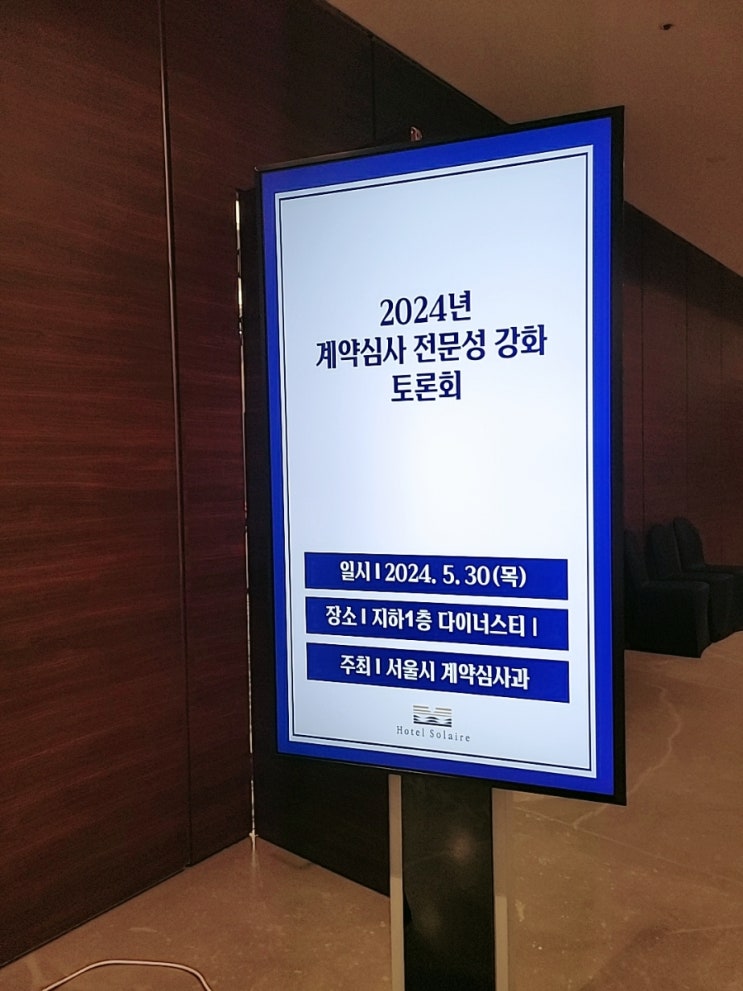 2024년
계약심사 전문성 강화
토론회
일시 I 2024. 5. 30(목)
장소 I 지하1층 다이너스티 I
주최 I 서울시 계약심사과
Hotel Solaire